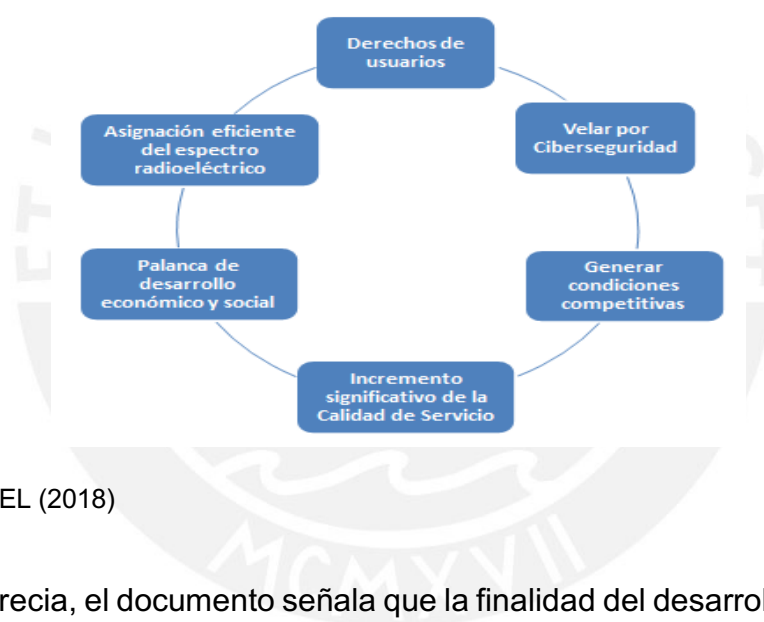 Derechos de
usuarios
Velar por
Ciberseguridad
Generar
condiciones
competitivas
Incremento
significativo de la
Calidad de Servicio
Palanca de
desarrollo
económico y social
Asignación eficiente
del espectro
radioeléctrico
EL (2018)
recia, el documento señala que la finalidad del desarrol
MCMXVII